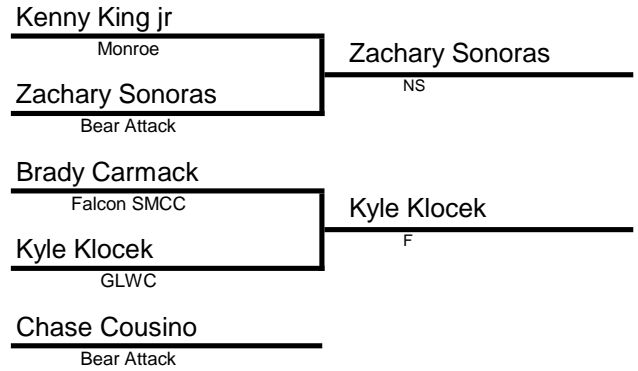 Kenny King jr
Monroe
Zachary Sonoras
Bear Attack
Zachary Sonoras
NS
Brady Carmack
Falcon SMCC
Kyle Klocek
GLWC
Kyle Klocek
F
Chase Cousino
Bear Attack